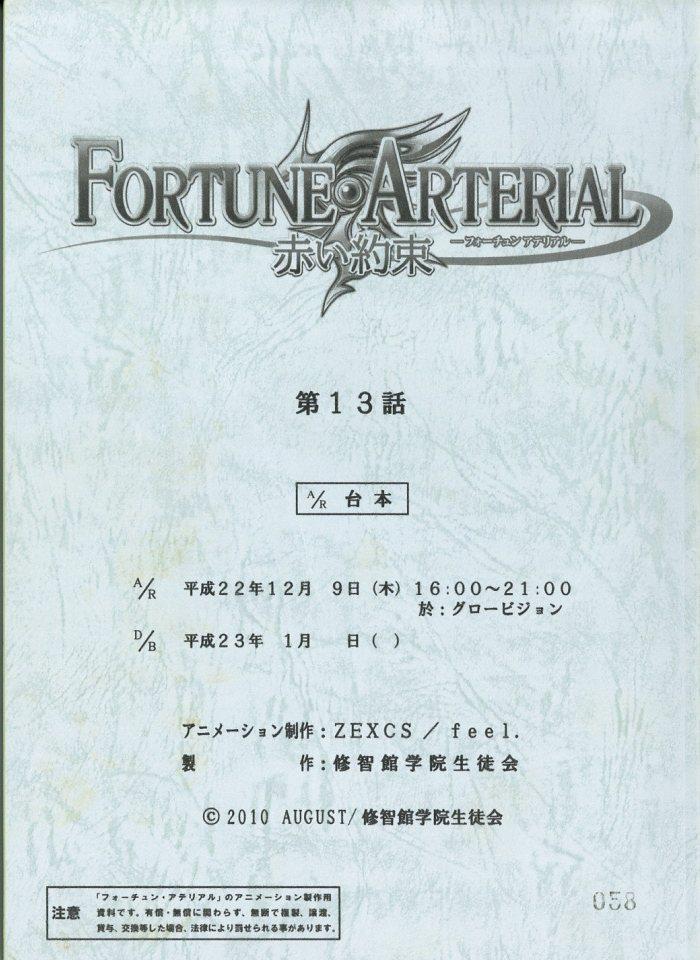 FORTUNE ARTERIAL
赤い約束
―フォーチュン アテリアル―
第１３話
A/R 台本
A/R 平成２２年１２月　９日（木）１６：００～２１：００
於：グロービジョン
D/B 平成２３年　１月　　日（　）
アニメーション制作：ＺＥＸＣＳ ／ ｆｅｅｌ．
製　　　　作：修智館学院生徒会
© 2010 AUGUST/修智館学院生徒会
注意
「フォーチュン・アテリアル」のアニメーション製作用
資料です。有償・無償に関わらず、無断で複製、譲渡、
貸与、交換等した場合、法律により罰せられる事があります。
058